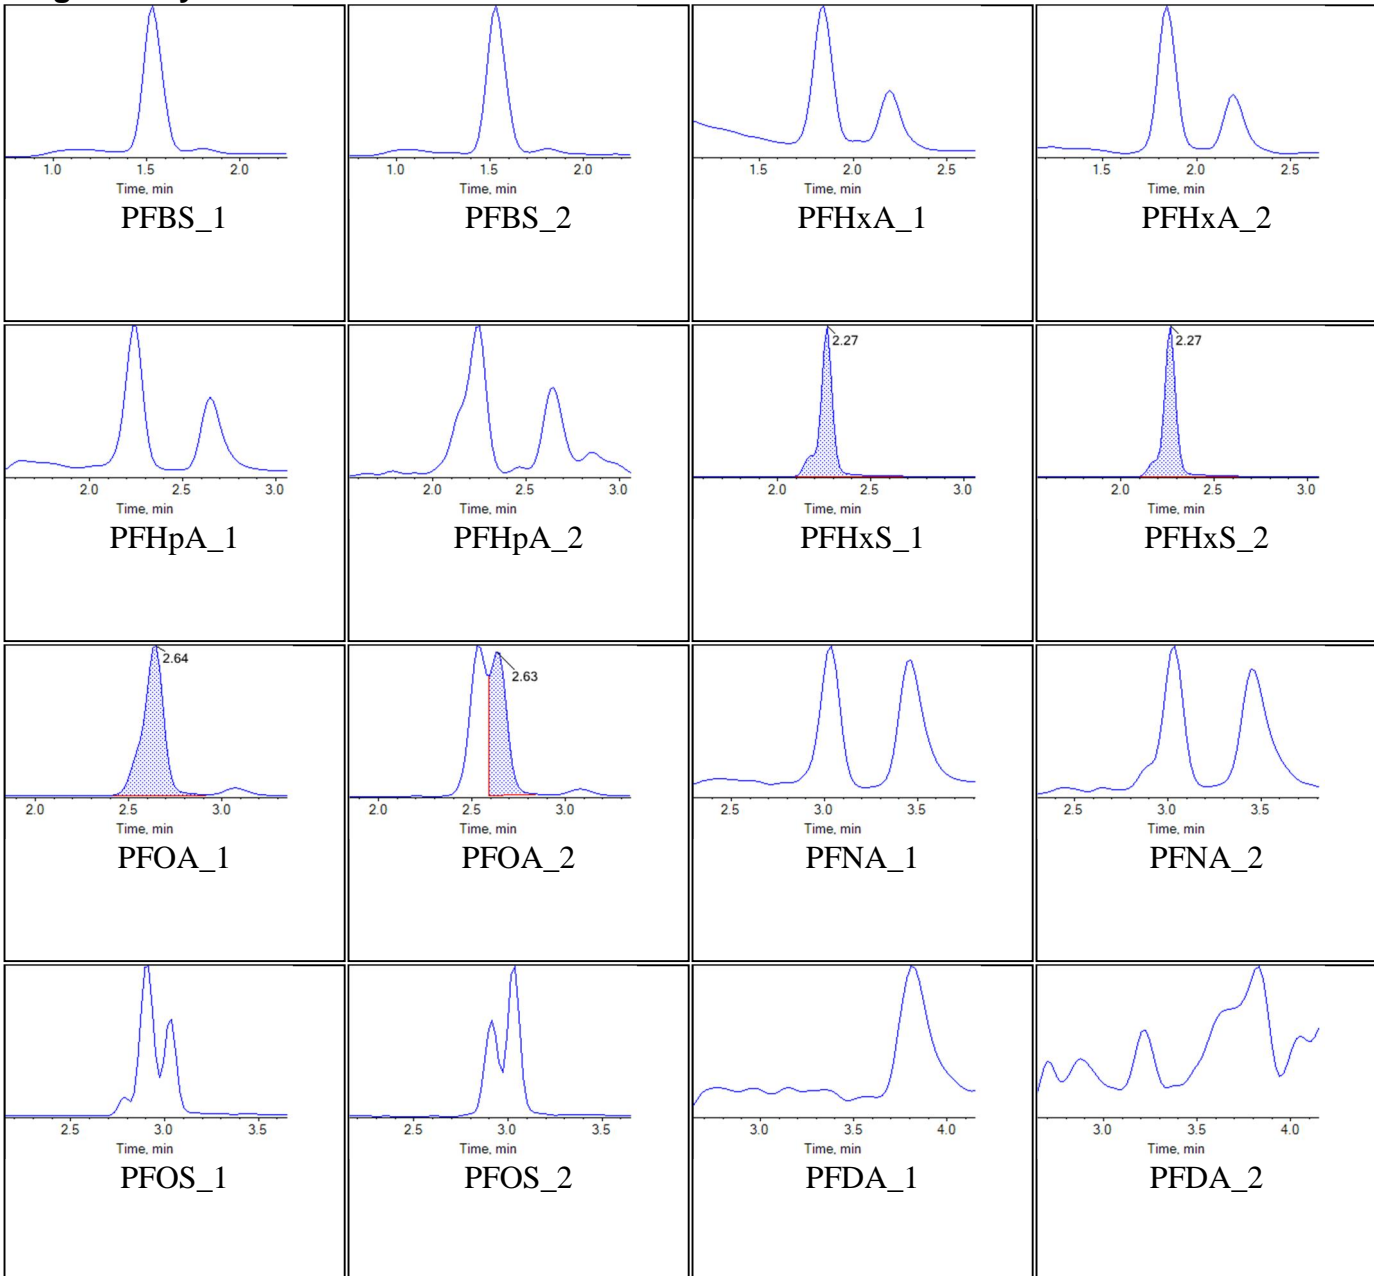 1.0 1.5 2.0
Time, min
PFBS_1
1.0 1.5 2.0
Time, min
PFBS_2
1.5 2.0 2.5
Time, min
PFHxA_1
1.5 2.0 2.5
Time, min
PFHxA_2
2.0 2.5 3.0
Time, min
PFHpA_1
2.0 2.5 3.0
Time, min
PFHpA_2
2.27
2.0 2.5 3.0
Time, min
PFHxS_1
2.27
2.0 2.5 3.0
Time, min
PFHxS_2
2.64
2.0 2.5 3.0
Time, min
PFOA_1
2.63
2.0 2.5 3.0
Time, min
PFOA_2
2.5 3.0 3.5
Time, min
PFNA_1
2.5 3.0 3.5
Time, min
PFNA_2
2.5 3.0 3.5
Time, min
PFOS_1
2.5 3.0 3.5
Time, min
PFOS_2
3.0 3.5 4.0
Time, min
PFDA_1
3.0 3.5 4.0
Time, min
PFDA_2